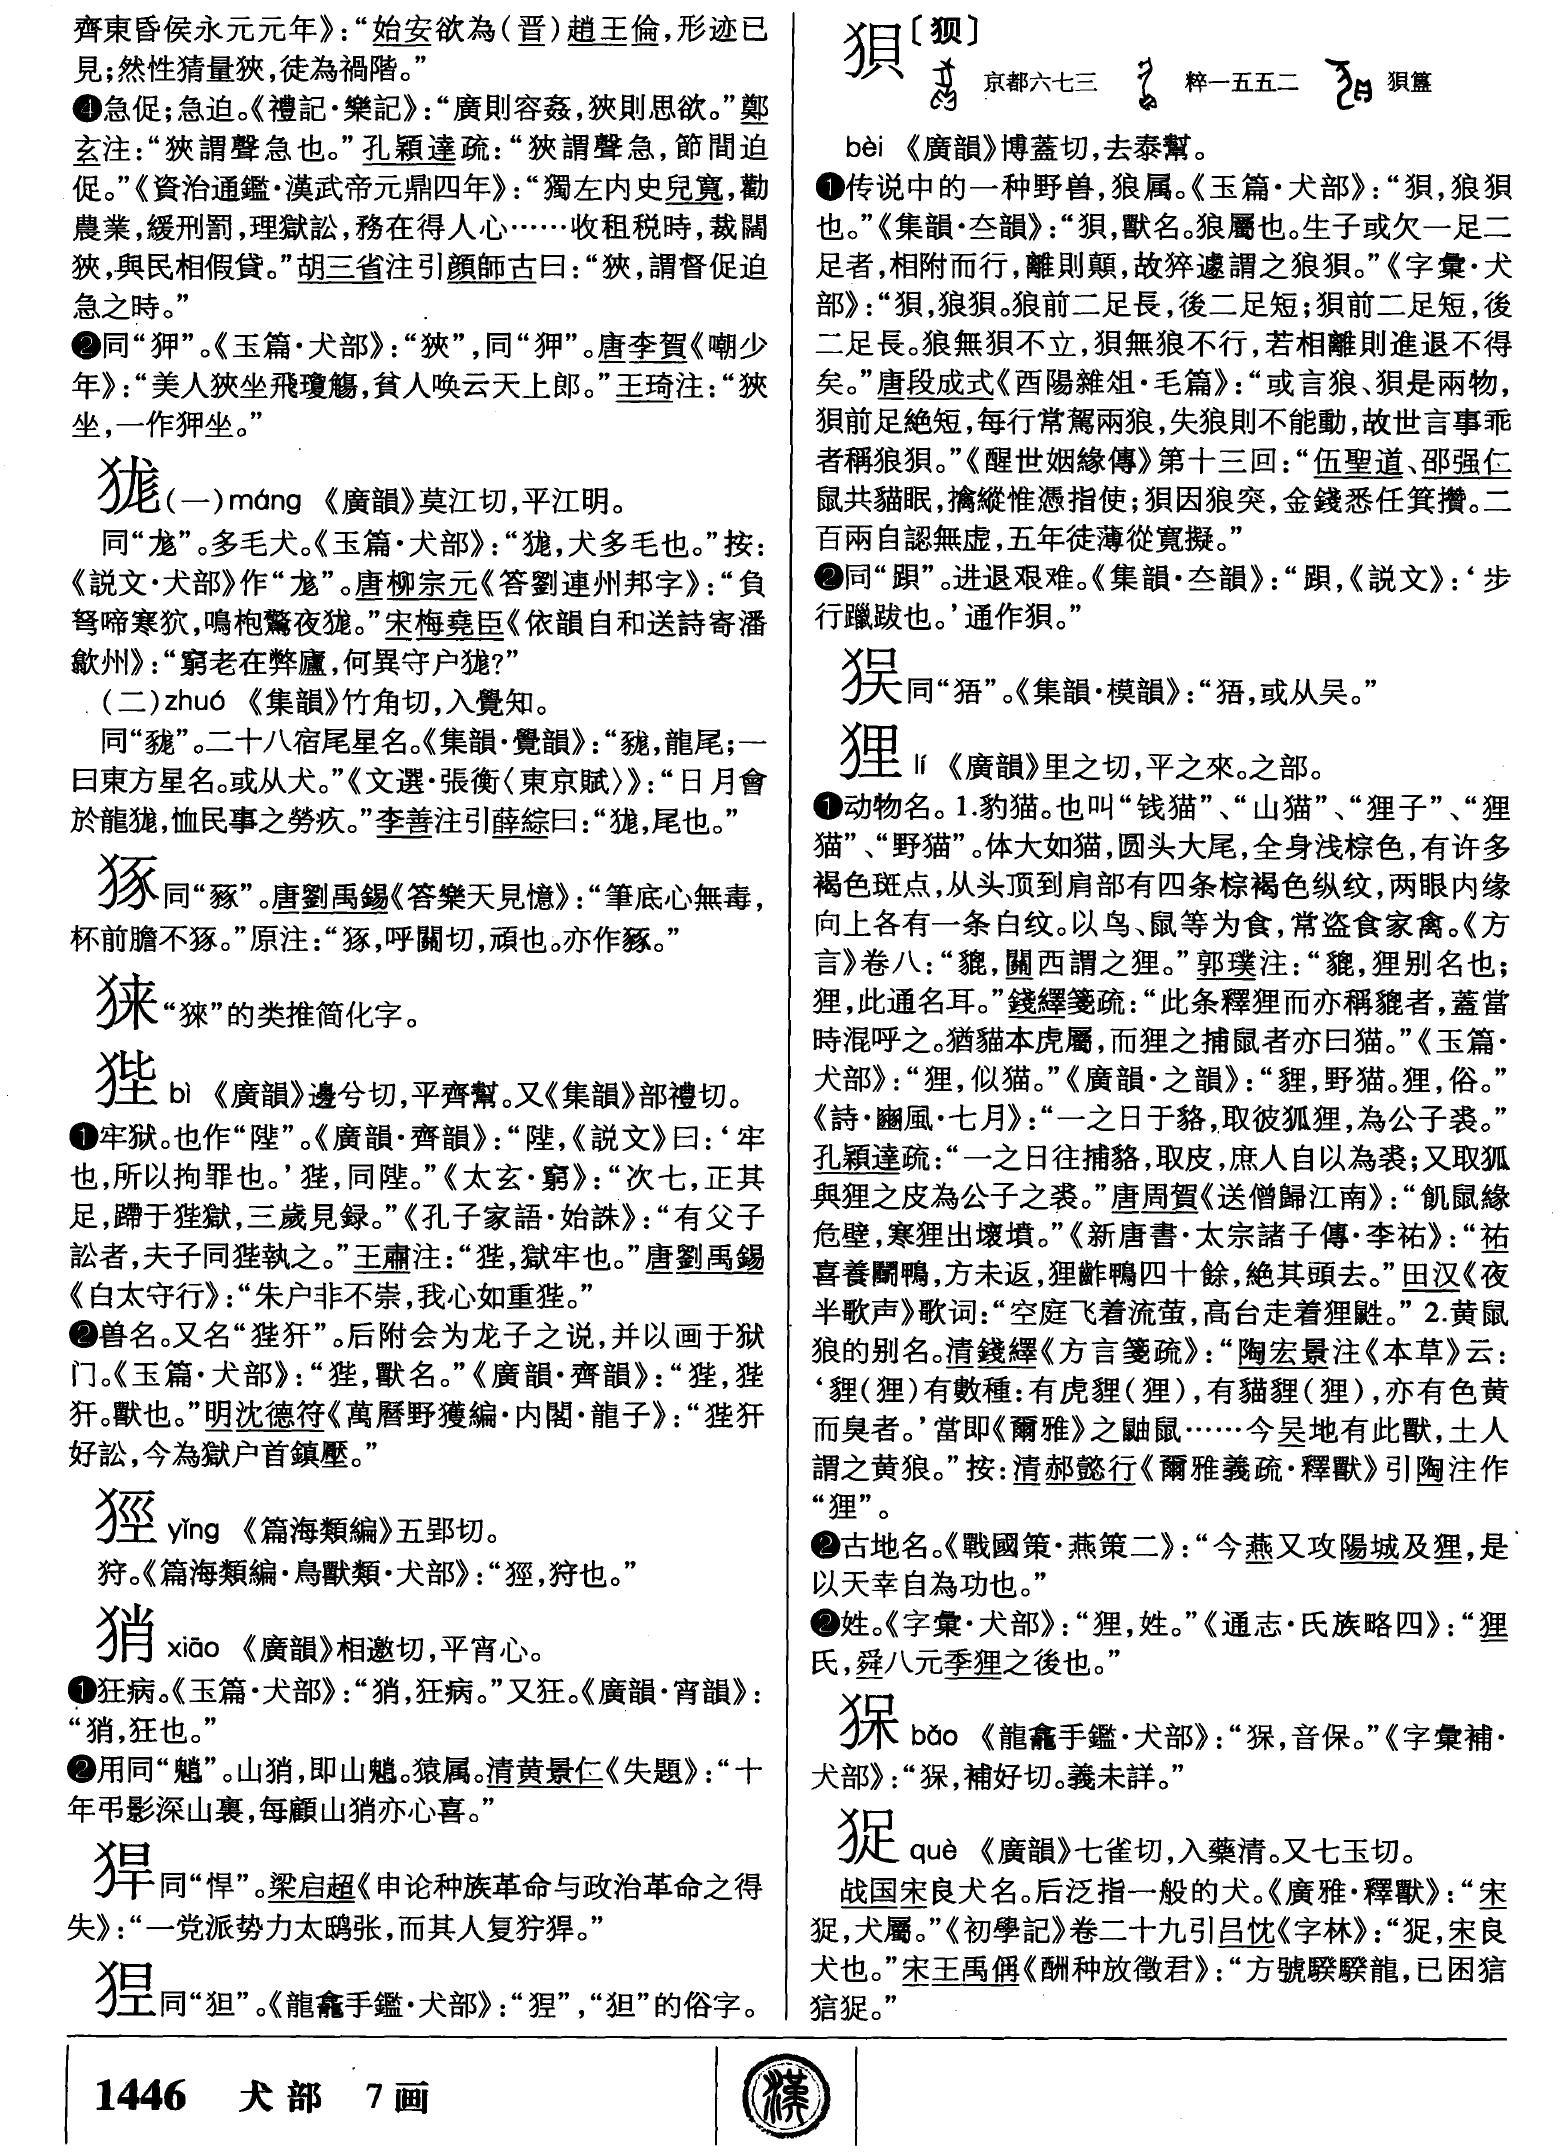 齊東昏侯永元元年》：“始安欲為（晋）趙王倫，形迹已
見；然性猜量狹，徒為禍階。”
❹急促；急迫。《禮記·樂記》：“廣則容姦，狹則思欲。”鄭
玄注：“狹謂聲急也。”孔穎達疏：“狹謂聲急，節間迫
促。”《資治通鑑·漢武帝元鼎四年》：“獨左内史兒寬，勸
農業，緩刑罰，理獄訟，務在得人心……收租税時，裁闊
狹，與民相假貸。”胡三省注引顔師古曰：“狹，謂督促迫
急之時。”
❷同“狎”。《玉篇·犬部》：“狹”，同“狎”。唐李賀《嘲少
年》：“美人狹坐飛瓊觴，貧人唤云天上郎。”王琦注：“狹
坐，一作狎坐。”
狵（一）máng 《廣韻》莫江切，平江明。
同“尨”。多毛犬。《玉篇·犬部》：“狵，犬多毛也。”按：
《説文·犬部》作“尨”。唐柳宗元《答劉連州邦字》：“負
弩啼寒狖，鳴枹驚夜狵。”宋梅堯臣《依韻自和送詩寄潘
歙州》：“窮老在弊廬，何異守户狵？”
（二）zhuó 《集韻》竹角切，入覺知。
同“豥”。二十八宿尾星名。《集韻·覺韻》：“，龍尾；一
曰東方星名。或从犬。”《文選·張衡〈東京賦〉》：“日月會
於龍狵，恤民事之勞疚。”李善注引薛綜曰：“狵，尾也。”
㺇同“豩”。唐劉禹錫《答樂天見憶》：“筆底心無毒，
杯前膽不㺇。”原注：“㺇，呼關切，頑也。亦作。”
𱮟“猍”的类推简化字。
狴 bì 《廣韻》邊兮切，平齊幫。又《集韻》部禮切。
❶牢狱。也作“陛”。《廣韻·齊韻》：“陛，《説文》曰：‘牢
也，所以拘罪也。’狴，同陛。”《太玄·窮》：“次七，正其
足，蹛于狴獄，三歲見録。”《孔子家語·始誅》：“有父子
訟者，夫子同狴執之。”王肅注：“狴，獄牢也。”唐劉禹錫
《白太守行》：“朱户非不崇，我心如重狴。”
❷兽名。又名“狴犴”。后附会为龙子之说，并以画于狱
门。《玉篇·犬部》：“狴，獸名。”《廣韻·齊韻》：“狴，狴
犴。獸也。”明沈德符《萬曆野獲編·内閣·龍子》：“狴犴
好訟，今為獄户首鎮壓。”
𤞏 yǐng 《篇海類編》五郢切。
狩。《篇海類編·鳥獸類·犬部》：“𤞏，狩也。”
狷 xiāo 《廣韻》相邀切，平宵心。
❶狂病。《玉篇·犬部》：“㹶，狂病。”又狂。《廣韻·宵韻》：
“㹶，狂也。”
❷用同“魈”。山㹶，即山魈。猿属。清黄景仁《失題》：“十
年弔影深山裏，每顧山㹶亦心喜。”
猂同“悍”。梁启超《申论种族革命与政治革命之得
失》：“一党派势力太鸱张，而其人复狞猂。”
𤞛同“狚”。《龍龕手鑑·犬部》：“𤞛”，“狚”的俗字。
狽〔狈〕
京都六七三 粹一五五二 狽簋
bèi 《廣韻》博蓋切，去泰幫。
❶传说中的一种野兽，狼属。《玉篇·犬部》：“狽，狼狽
也。”《集韻·夳韻》：“狽，獸名。狼屬也。生子或欠一足二
足者，相附而行，離則顛，故猝遽謂之狼狽。”《字彙·犬
部》：“狽，狼狽。狼前二足長，後二足短；狽前二足短，後
二足長。狼無狽不立，狽無狼不行，若相離則進退不得
矣。”唐段成式《酉陽雜俎·毛篇》：“或言狼、狽是兩物，
狽前足絶短，每行常駕兩狼，失狼則不能動，故世言事乖
者稱狼狽。”《醒世姻緣傳》第十三回：“伍聖道、邵强仁
鼠共貓眠，擒縱惟憑指使；狽因狼突，金錢悉任箕攢。二
百兩自認無虚，五年徒薄從寬擬。”
❷同“䟺”。进退艰难。《集韻·夳韻》：“䟺，《説文》：‘步
行躐跋也。’通作狽。”
㹳同“𤞞”。《集韻·模韻》：“𤞞，或从吴。”
狸 lí 《廣韻》里之切，平之來。之部。
❶动物名。1.豹猫。也叫“钱猫”、“山猫”、“狸子”、“狸
猫”、“野猫”。体大如猫，圆头大尾，全身浅棕色，有许多
褐色斑点，从头顶到肩部有四条棕褐色纵纹，两眼内缘
向上各有一条白纹。以鸟、鼠等为食，常盗食家禽。《方
言》卷八：“貔，關西謂之狸。”郭璞注：“貔，狸别名也；
狸，此通名耳。”錢繹箋疏：“此条釋狸而亦稱貔者，蓋當
時混呼之。猶貓本虎屬，而狸之捕鼠者亦曰猫。”《玉篇·
犬部》：“狸，似猫。”《廣韻·之韻》：“貍，野猫。狸，俗。”
《詩·豳風·七月》：“一之日于貉，取彼狐狸，為公子裘。”
孔穎達疏：“一之日往捕貉，取皮，庶人自以為裘；又取狐
與狸之皮為公子之裘。”唐周賀《送僧歸江南》：“飢鼠緣
危壁，寒狸出壞墳。”《新唐書·太宗諸子傳·李祐》：“祐
喜養鬭鴨，方未返，狸齚鴨四十餘，絶其頭去。”田汉《夜
半歌声》歌词：“空庭飞着流萤，高台走着狸鼪。” 2.黄鼠
狼的别名。清錢繹《方言箋疏》：“陶宏景注《本草》云：
‘貍（狸）有數種：有虎貍（狸），有貓貍（狸），亦有色黄
而臭者。’當即《爾雅》之鼬鼠……今吴地有此獸，土人
謂之黄狼。”按：清郝懿行《爾雅義疏·釋獸》引陶注作
“狸”。
❷古地名。《戰國策·燕策二》：“今燕又攻陽城及狸，是
以天幸自為功也。”
❷姓。《字彙·犬部》：“狸，姓。”《通志·氏族略四》：“狸
氏，舜八元季狸之後也。”
㹨 bǎo 《龍龕手鑑·犬部》：“，音保。”《字彙補·
犬部》：“，補好切。義未詳。”
㹱 què 《廣韻》七雀切，入藥清。又七玉切。
战国宋良犬名。后泛指一般的犬。《廣雅·釋獸》：“宋
㹱，犬屬。”《初學記》卷二十九引吕忱《字林》：“㹱，宋良
犬也。”宋王禹偁《酬种放徵君》：“方號騤騤龍，已困狺
狺㹱。”
1446 犬部 7画
漢